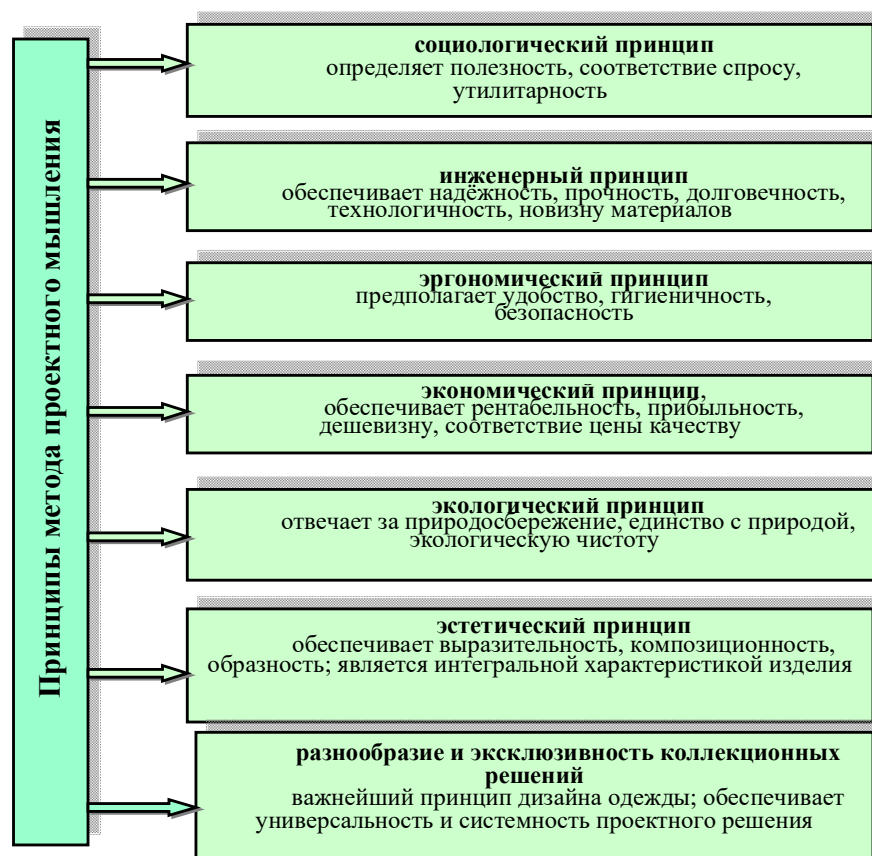 Принципы метода проектного мышления
социологический принцип
определяет полезность, соответствие спросу,
утилитарность
инженерный принцип
обеспечивает надёжность, прочность, долговечность,
технологичность, новизну материалов
эргономический принцип
предполагает удобство, гигиеничность,
безопасность
экономический принцип,
обеспечивает рентабельность, прибыльность,
дешевизну, соответствие цены качеству
экологический принцип
отвечает за природосбережение, единство с природой,
экологическую чистоту
эстетический принцип
обеспечивает выразительность, композиционность,
образность; является интегральной характеристикой изделия
разнообразие и эксклюзивность коллекционных
решений
важнейший принцип дизайна одежды; обеспечивает
универсальность и системность проектного решения